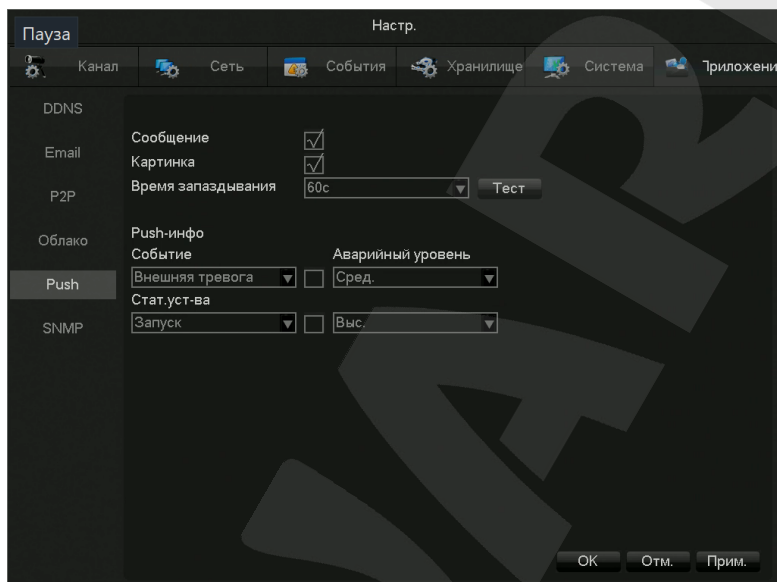 Настр.
Пауза
Канал Сеть События Хранилище Система Приложени
DDNS
Email
P2P
Облако
Push
SNMP
Сообщение
Картинка
Время запаздывания 60с Тест
Push-инфо
Событие Аварийный уровень
Внешняя тревога Сред.
Стат.уст-ва
Запуск Выс.
OK Отм. Прим.